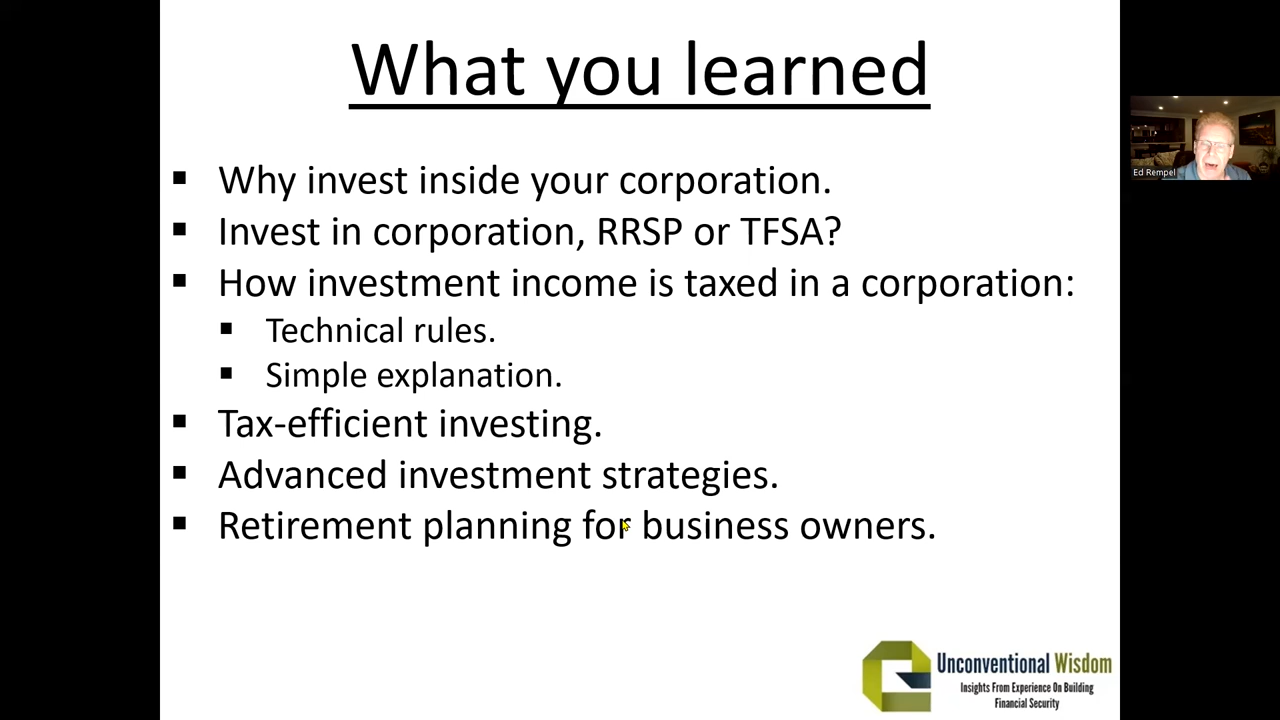 What you learned
Why invest inside your corporation.
Invest in corporation, RRSP or TFSA?
How investment income is taxed in a corporation:
Technical rules.
Simple explanation.
Tax-efficient investing.
Advanced investment strategies.
Retirement planning for business owners.
Ed Rempel
Unconventional Wisdom
Insights From Experience On Building
Financial Security